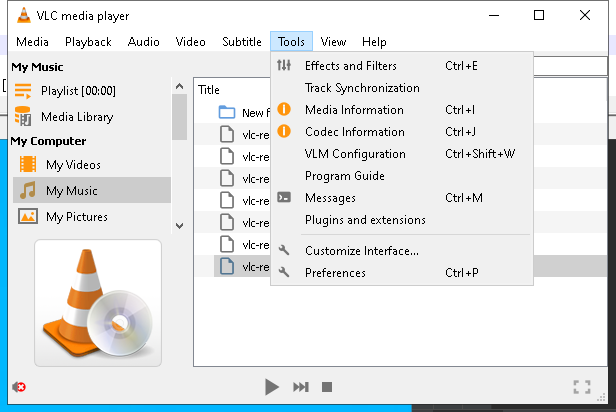 VLC media player
Media Playback Audio Video Subtitle Tools View Help
My Music
Playlist [00:00]
Media Library
My Computer
My Videos
My Music
My Pictures
Title
New f
vlc-re
vlc-re
vlc-re
vlc-re
vlc-re
vlc-re
vlc-re
Effects and Filters Ctrl+E
Track Synchronization
Media Information Ctrl+I
Codec Information Ctrl+J
VLM Configuration Ctrl+Shift+W
Program Guide
Messages Ctrl+M
Plugins and extensions
Customize Interface...
Preferences Ctrl+P